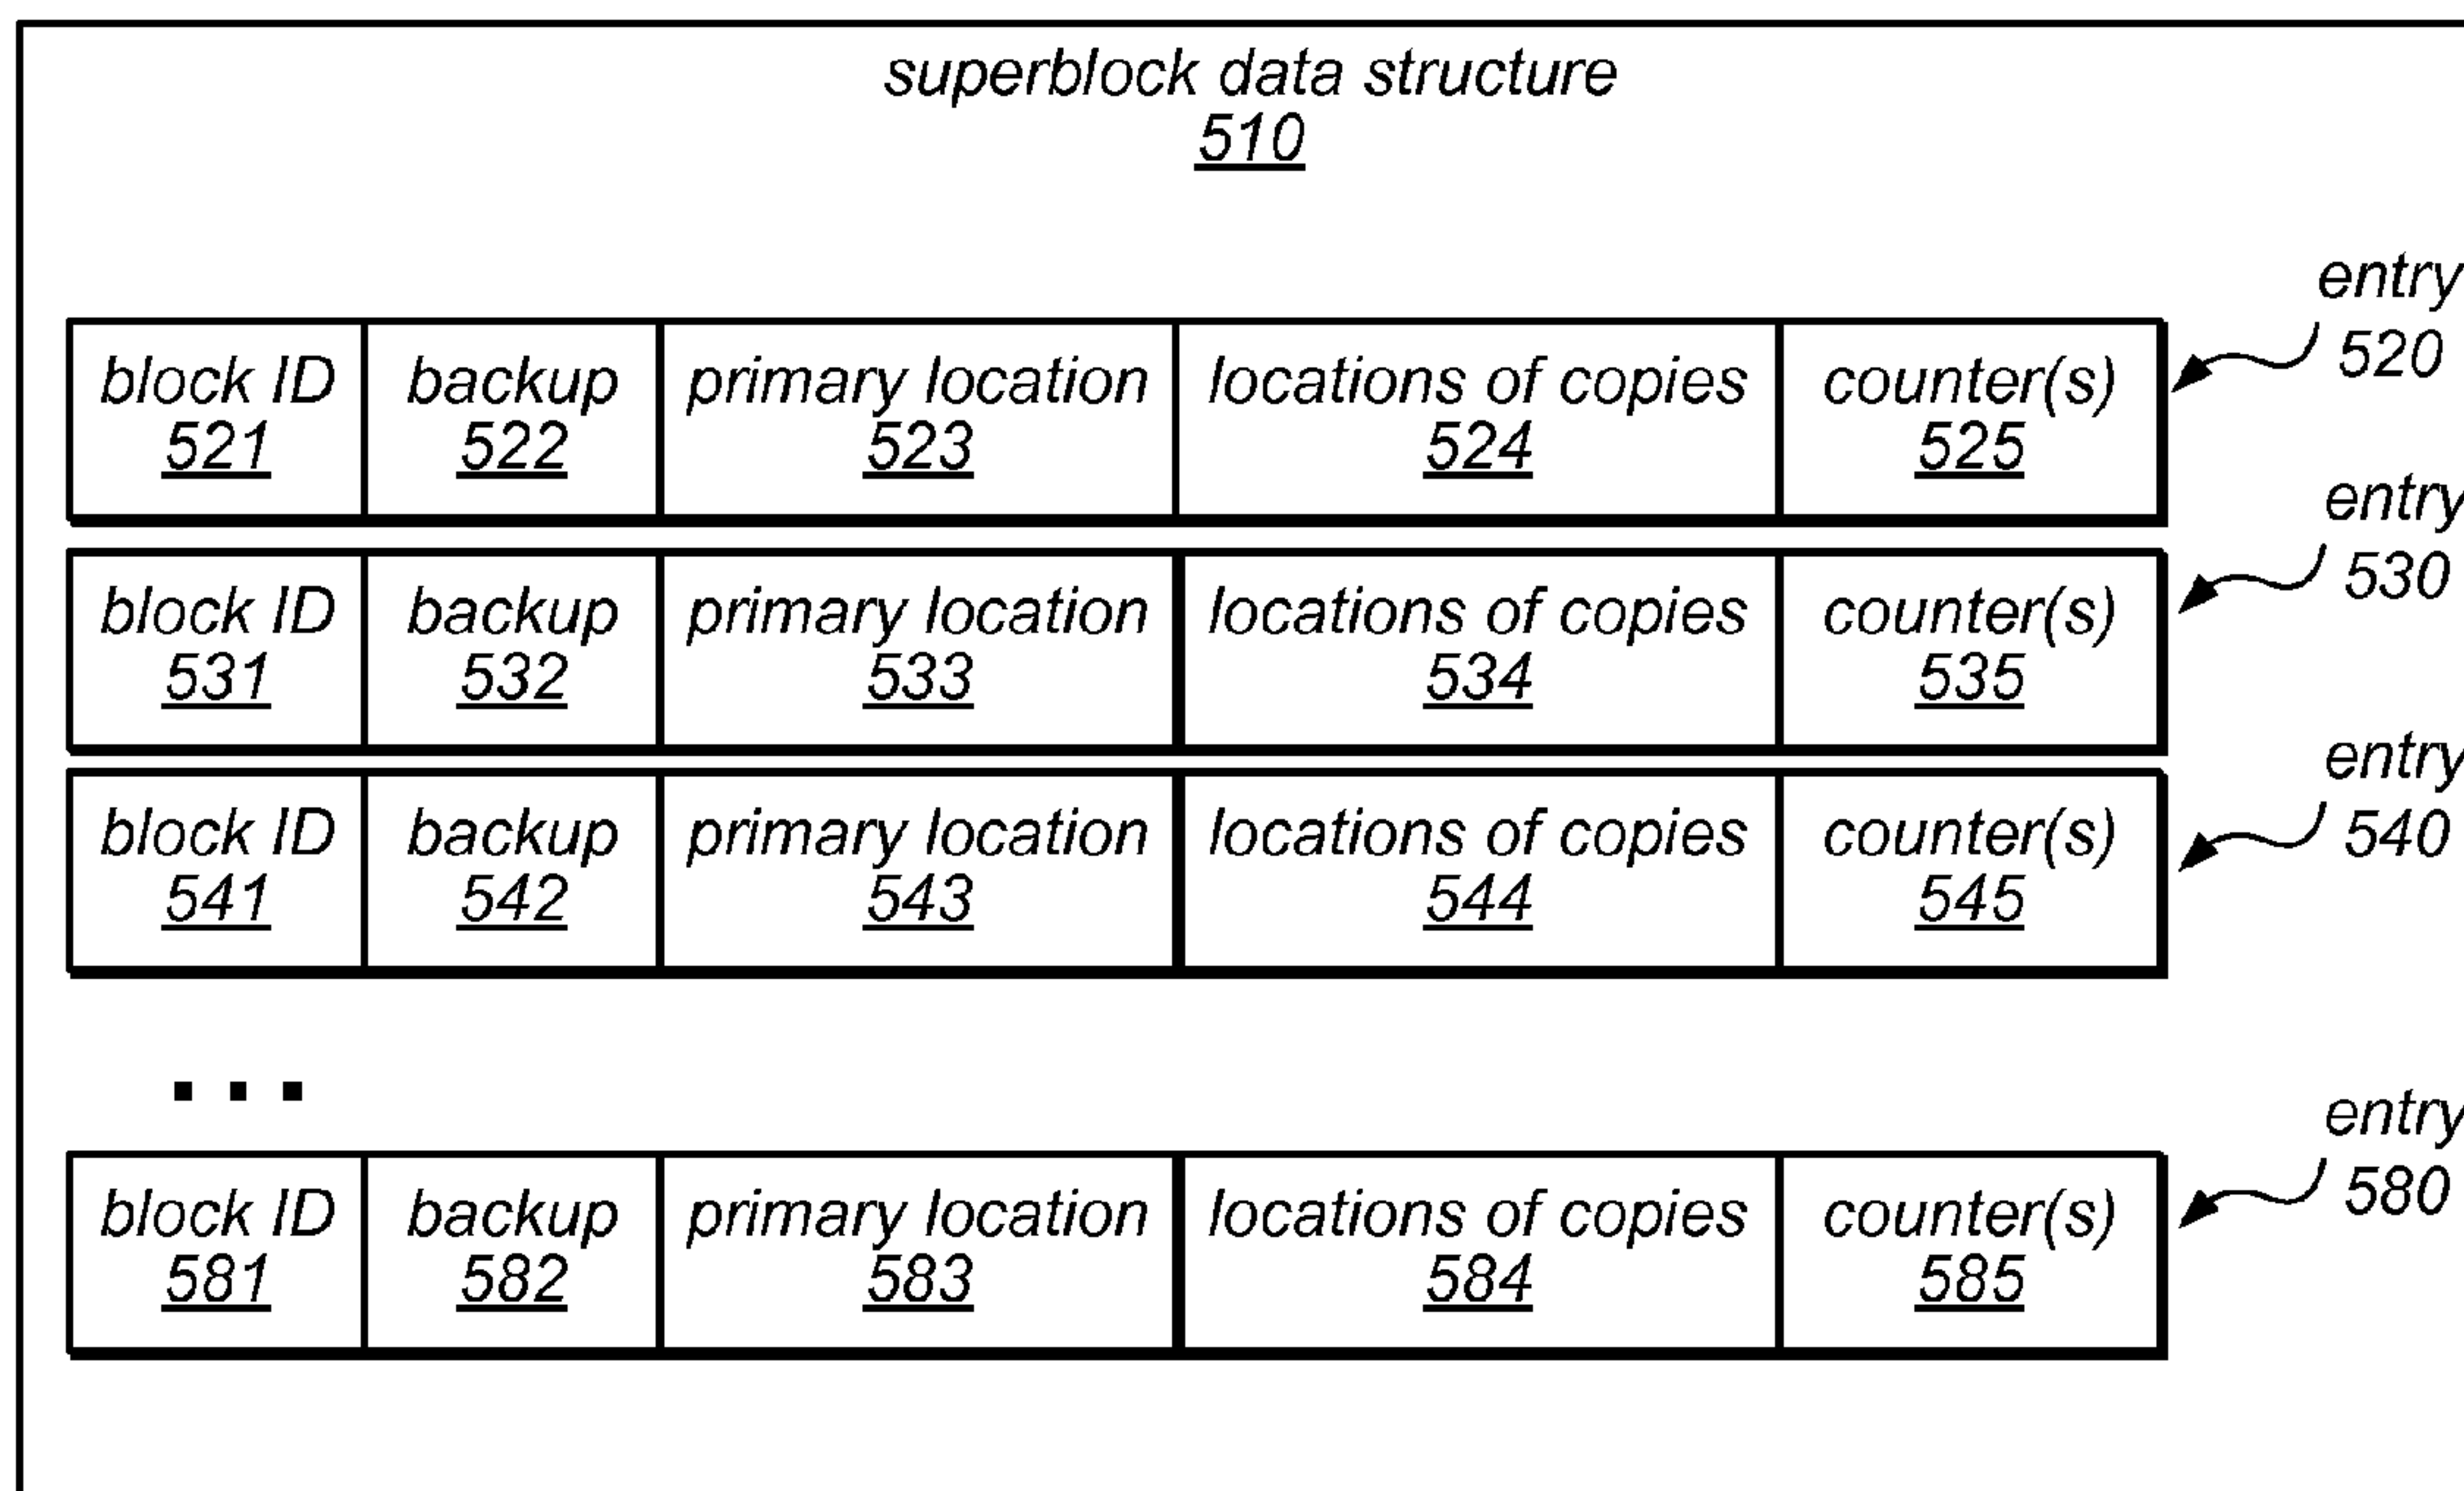 superblock data structure
510
entry
520
block ID backup primary location locations of copies counter(s)
521 522 523 524 525
entry
530
block ID backup primary location locations of copies counter(s)
531 532 533 534 535
entry
540
block ID backup primary location locations of copies counter(s)
541 542 543 544 545
...
entry
580
block ID backup primary location locations of copies counter(s)
581 582 583 584 585